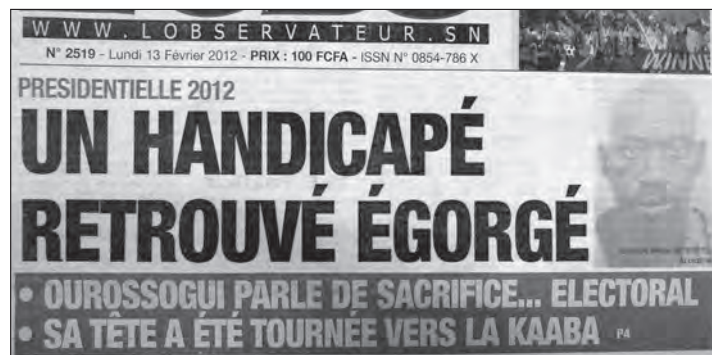 WWW.LOBSERVATEUR.SN
N° 2519 - Lundi 13 Février 2012 - PRIX : 100 FCFA - ISSN N° 0854-786 X
WINNE
PRESIDENTIELLE 2012
UN HANDICAPÉ
RETROUVÉ ÉGORGÉ
• OUROSSOGUI PARLE DE SACRIFICE... ELECTORAL
• SA TÊTE A ÉTÉ TOURNÉE VERS LA KAABA P4